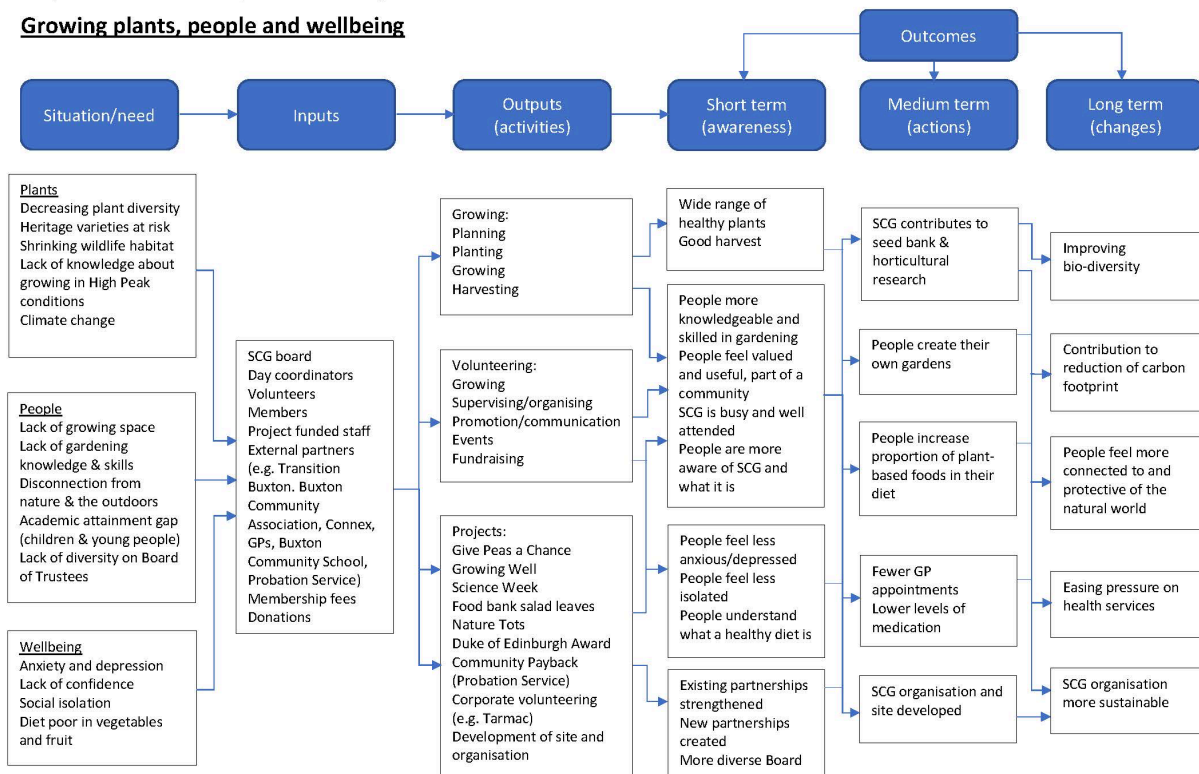 Growing plants, people and wellbeing
Outcomes
Situation/need
Inputs
Outputs
(activities)
Short term
(awareness)
Medium term
(actions)
Long term
(changes)
Plants
Decreasing plant diversity
Heritage varieties at risk
Shrinking wildlife habitat
Lack of knowledge about
growing in High Peak
conditions
Climate change
People
Lack of growing space
Lack of gardening
knowledge & skills
Disconnection from
nature & the outdoors
Academic attainment gap
(children & young people)
Lack of diversity on Board
of Trustees
Wellbeing
Anxiety and depression
Lack of confidence
Social isolation
Diet poor in vegetables
and fruit
SCG board
Day coordinators
Volunteers
Members
Project funded staff
External partners
(e.g. Transition
Buxton. Buxton
Community
Association, Connex,
GPs, Buxton
Community School,
Probation Service)
Membership fees
Donations
Growing:
Planning
Planting
Growing
Harvesting
Volunteering:
Growing
Supervising/organising
Promotion/communication
Events
Fundraising
Projects:
Give Peas a Chance
Growing Well
Science Week
Food bank salad leaves
Nature Tots
Duke of Edinburgh Award
Community Payback
(Probation Service)
Corporate volunteering
(e.g. Tarmac)
Development of site and
organisation
Wide range of
healthy plants
Good harvest
People more
knowledgeable and
skilled in gardening
People feel valued
and useful, part of a
community
SCG is busy and well
attended
People are more
aware of SCG and
what it is
People feel less
anxious/depressed
People feel less
isolated
People understand
what a healthy diet is
Existing partnerships
strengthened
New partnerships
created
More diverse Board
SCG contributes to
seed bank &
horticultural
research
People create their
own gardens
People increase
proportion of plant-
based foods in their
diet
Fewer GP
appointments
Lower levels of
medication
SCG organisation and
site developed
Improving
bio-diversity
Contribution to
reduction of carbon
footprint
People feel more
connected to and
protective of the
natural world
Easing pressure on
health services
SCG organisation
more sustainable